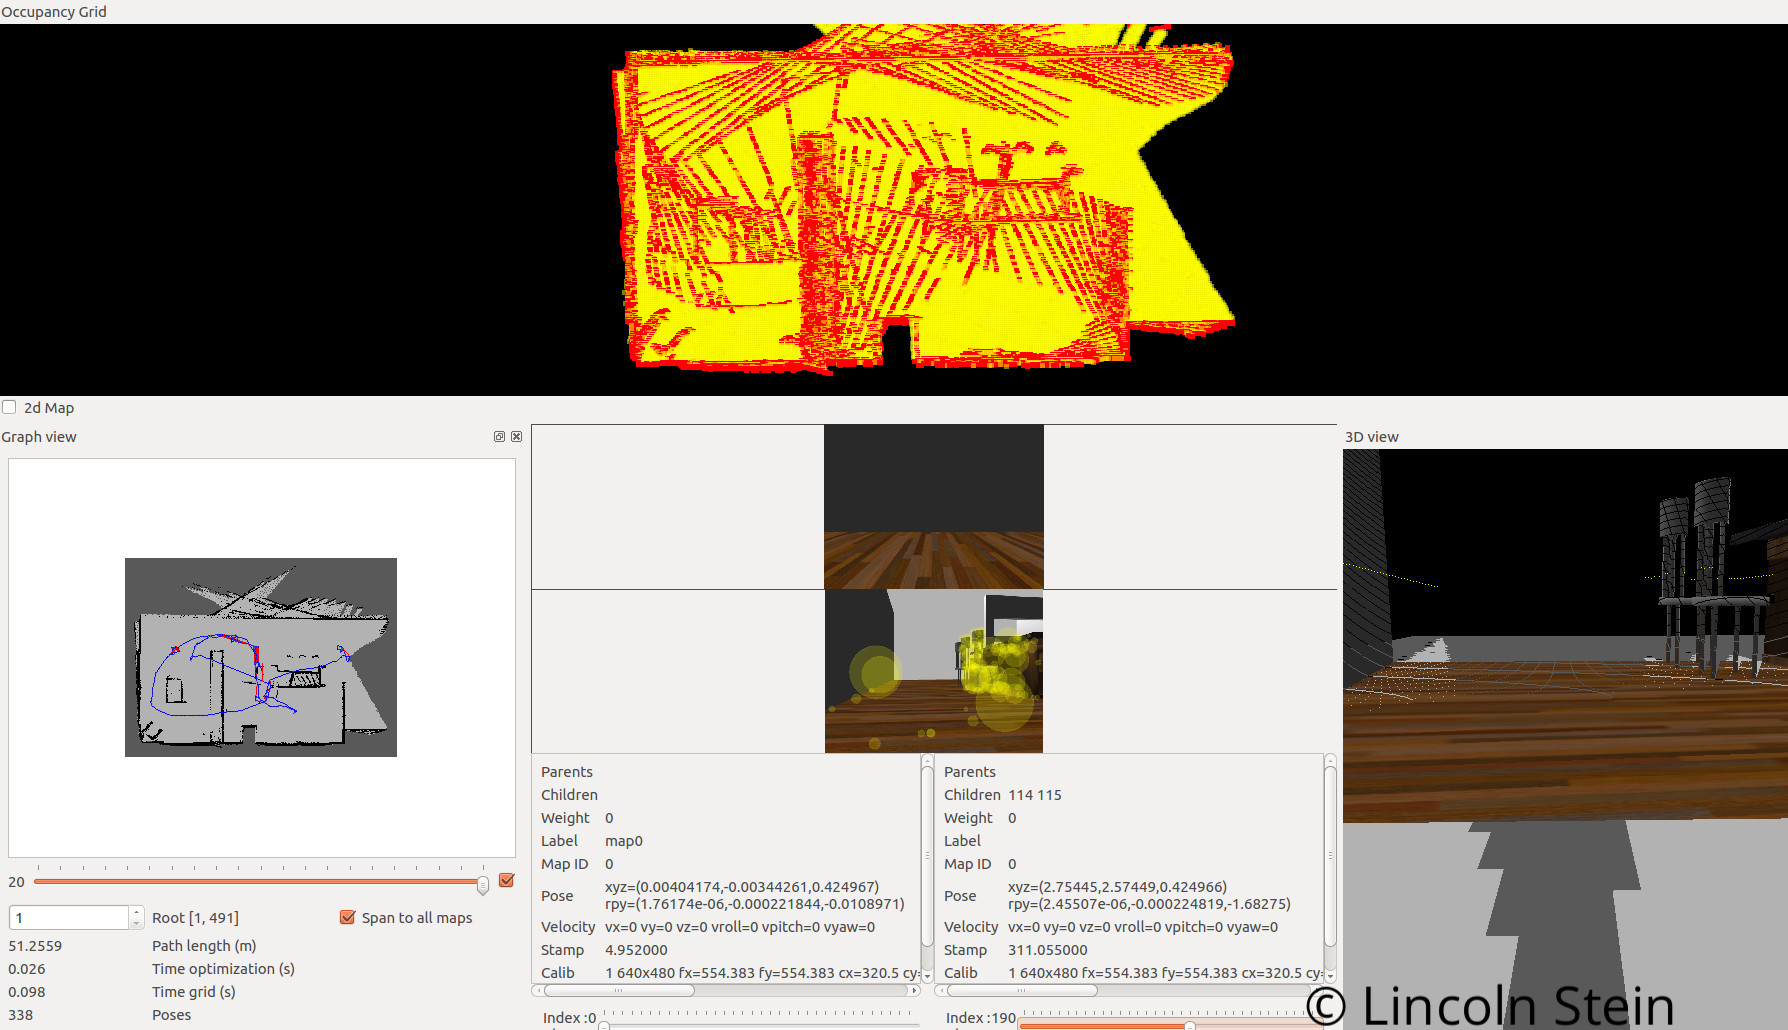 Occupancy Grid
2d Map
Graph view
3D view
20
1
Root [1, 491]
Span to all maps
51.2559 Path length (m)
0.026 Time optimization (s)
0.098 Time grid (s)
338 Poses
Parents
Children
Weight 0
Label map0
Map ID 0
Pose xyz=(0.00404174,-0.00344261,0.424967)
rpy=(1.76174e-06,-0.000221844,-0.0108971)
Velocity vx=0 vy=0 vz=0 vroll=0 vpitch=0 vyaw=0
Stamp 4.952000
Calib 1 640x480 fx=554.383 fy=554.383 cx=320.5 cy=
Index :0
Parents
Children 114 115
Weight 0
Label
Map ID 0
Pose xyz=(2.75445,2.57449,0.424966)
rpy=(2.45507e-06,-0.000224819,-1.68275)
Velocity vx=0 vy=0 vz=0 vroll=0 vpitch=0 vyaw=0
Stamp 311.055000
Calib 1 640x480 fx=554.383 fy=554.383 cx=320.5 cy=
Index :190
© Lincoln Stein